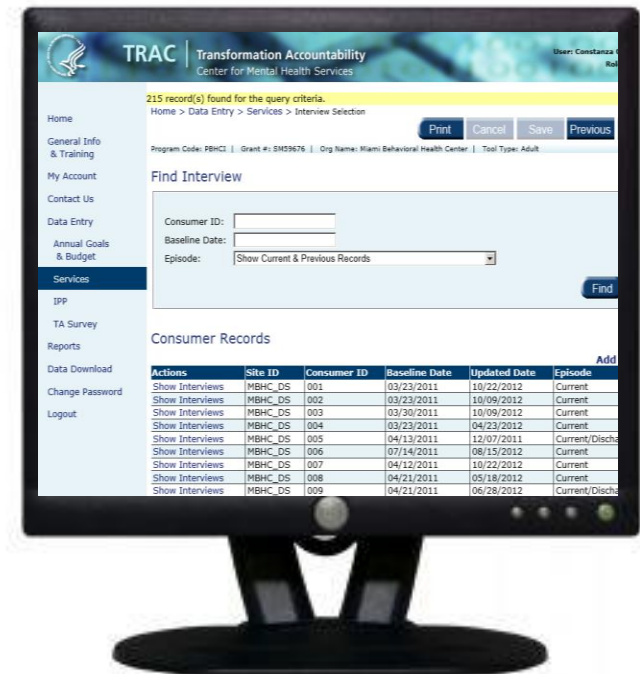 TRAC | Transformation Accountability
Center for Mental Health Services
User: Constanza
215 record(s) found for the query criteria.
Home > Data Entry > Services > Interview Selection
Print Cancel Save Previous
Program Code: PBHCI | Grant #: SM59676 | Org Name: Miami Behavioral Health Center | Tool Type: Adult
Home
General Info
& Training
My Account
Contact Us
Data Entry
Annual Goals
& Budget
Services
IPP
TA Survey
Reports
Data Download
Change Password
Logout
Find Interview
Consumer ID:
Baseline Date:
Episode: Show Current & Previous Records
Find
Consumer Records
Add
Actions Site ID Consumer ID Baseline Date Updated Date Episode
Show Interviews MBHC_DS 001 03/23/2011 10/22/2012 Current
Show Interviews MBHC_DS 002 03/23/2011 10/09/2012 Current
Show Interviews MBHC_DS 003 03/30/2011 10/09/2012 Current
Show Interviews MBHC_DS 004 03/23/2011 04/23/2012 Current
Show Interviews MBHC_DS 005 04/13/2011 12/07/2011 Current/Discha
Show Interviews MBHC_DS 006 07/14/2011 08/15/2012 Current
Show Interviews MBHC_DS 007 04/12/2011 10/22/2012 Current
Show Interviews MBHC_DS 008 04/21/2011 05/18/2012 Current
Show Interviews MBHC_DS 009 04/21/2011 06/28/2012 Current/Discha